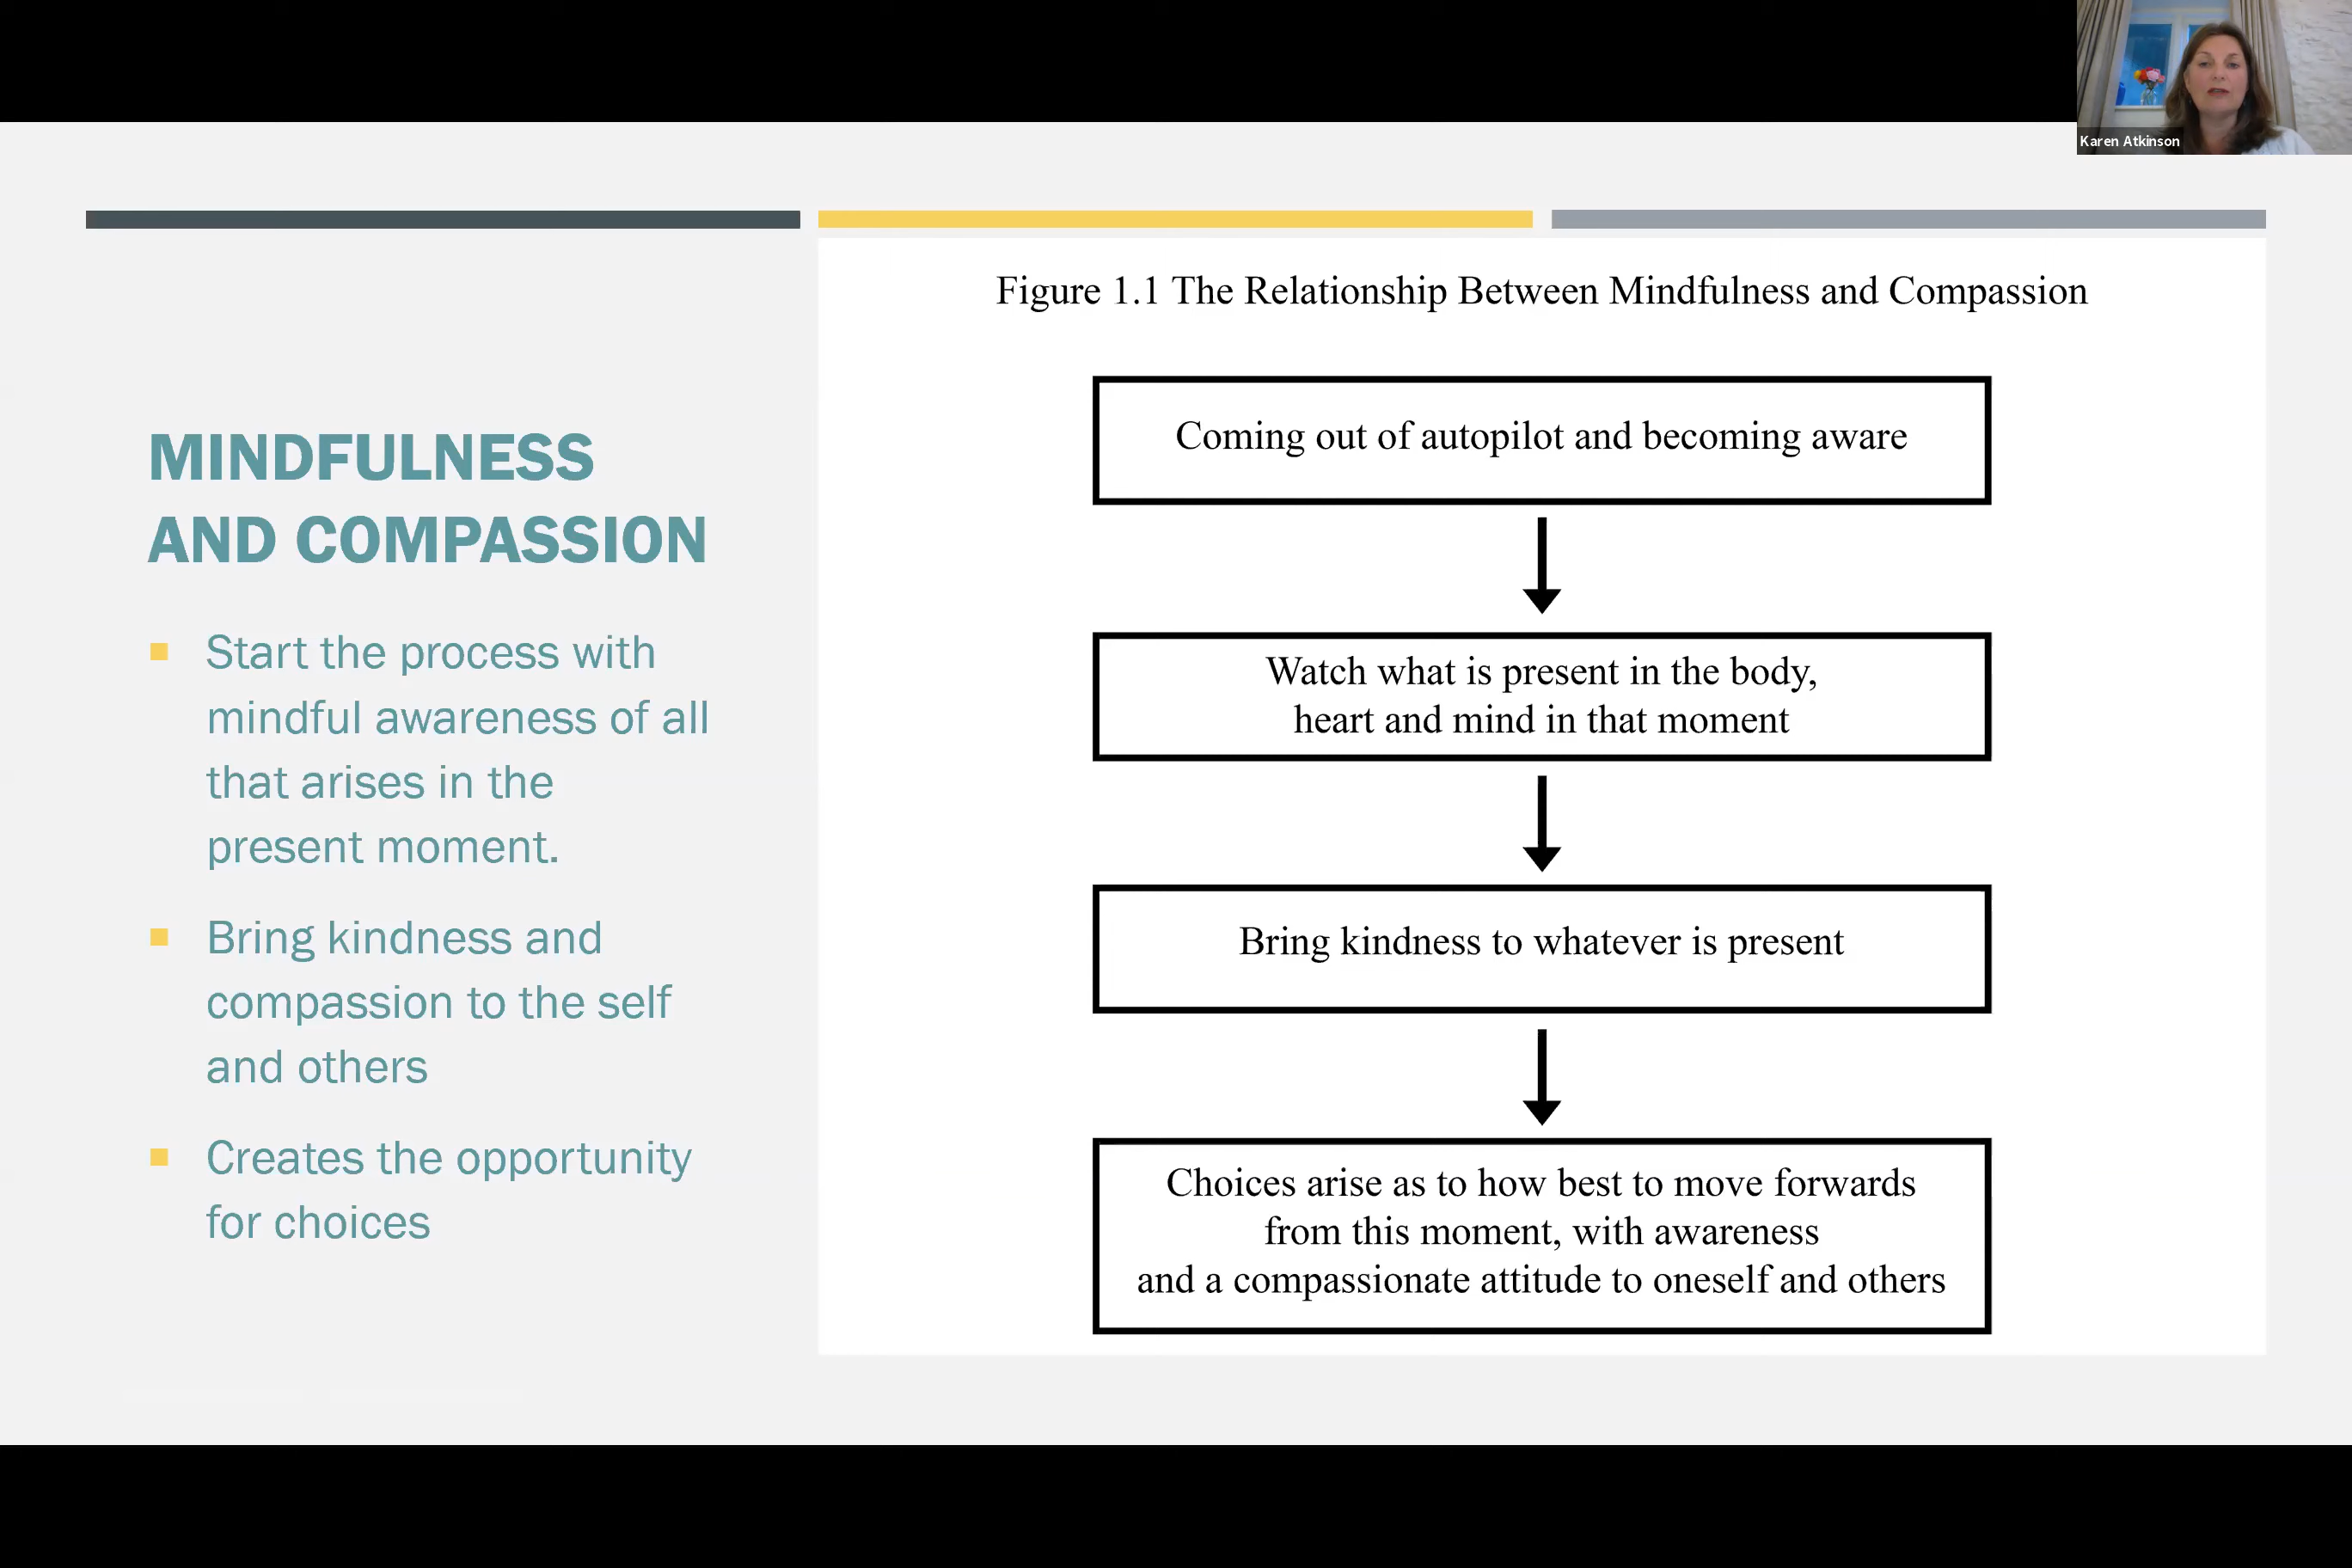 Karen Atkinson
MINDFULNESS
AND COMPASSION
Start the process with
mindful awareness of all
that arises in the
present moment.
Bring kindness and
compassion to the self
and others
Creates the opportunity
for choices
Figure 1.1 The Relationship Between Mindfulness and Compassion
Coming out of autopilot and becoming aware
Watch what is present in the body,
heart and mind in that moment
Bring kindness to whatever is present
Choices arise as to how best to move forwards
from this moment, with awareness
and a compassionate attitude to oneself and others